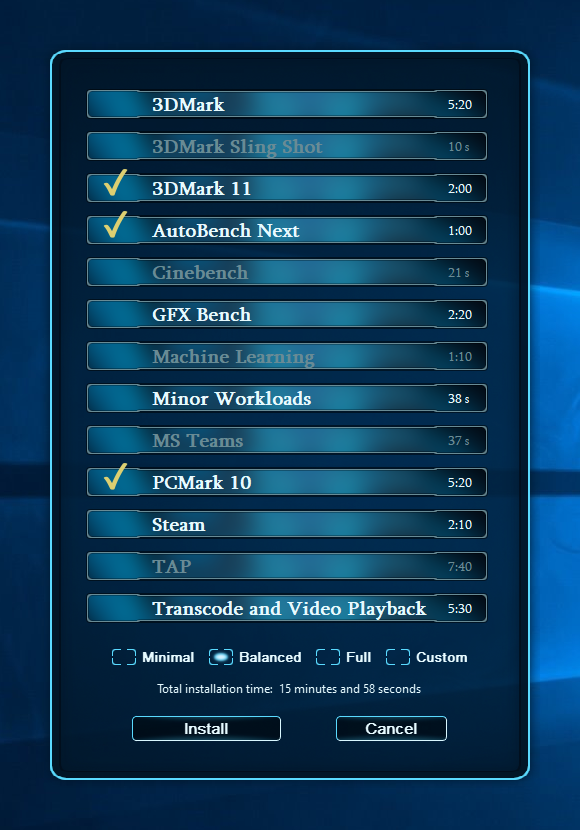 3DMark 5:20
3DMark Sling Shot 10 s
3DMark 11 2:00
AutoBench Next 1:00
Cinebench 21 s
GFX Bench 2:20
Machine Learning 1:10
Minor Workloads 38 s
MS Teams 37 s
PCMark 10 5:20
Steam 2:10
TAP 7:40
Transcode and Video Playback 5:30
Minimal Balanced Full Custom
Total installation time: 15 minutes and 58 seconds
Install Cancel